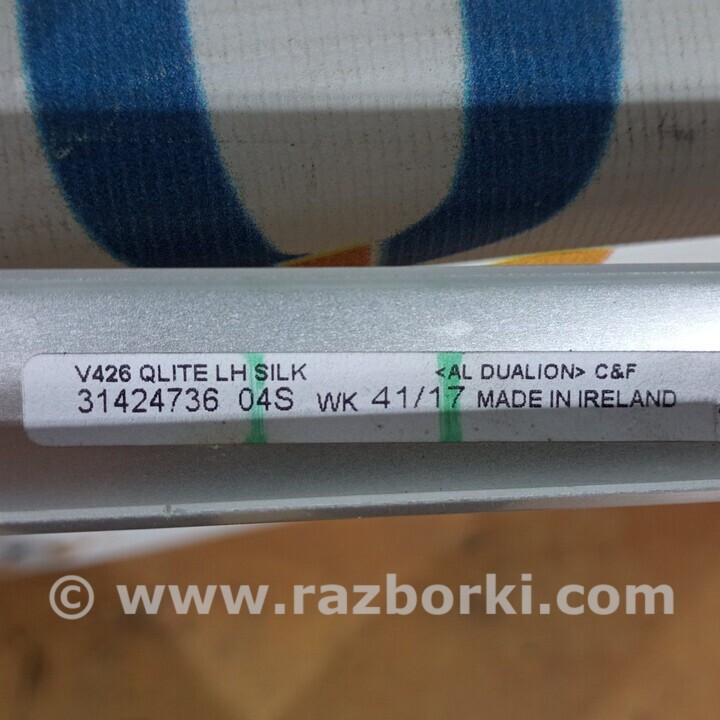 V426 QLITE LH SILK <AL DUALION> C&F
31424736 04S WK 41/17 MADE IN IRELAND
© www.razborki.com